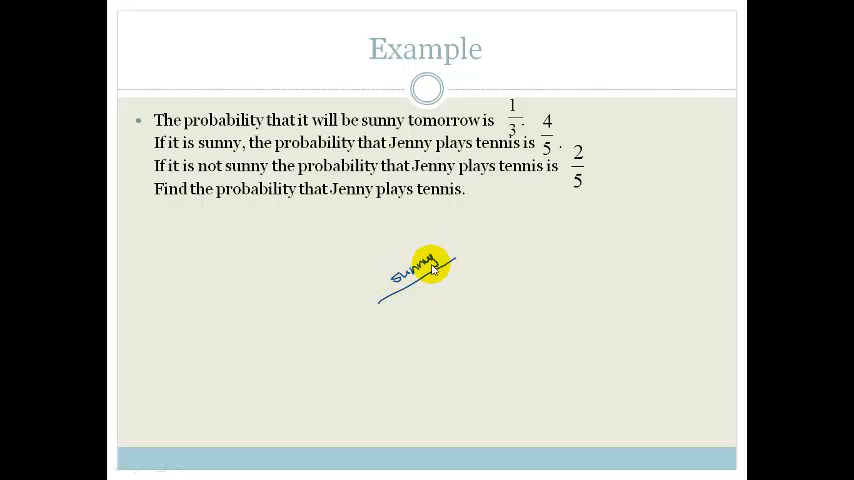 Example
The probability that it will be sunny tomorrow is 1/3.
If it is sunny, the probability that Jenny plays tennis is 4/5.
If it is not sunny the probability that Jenny plays tennis is 2/5
Find the probability that Jenny plays tennis.
sunny